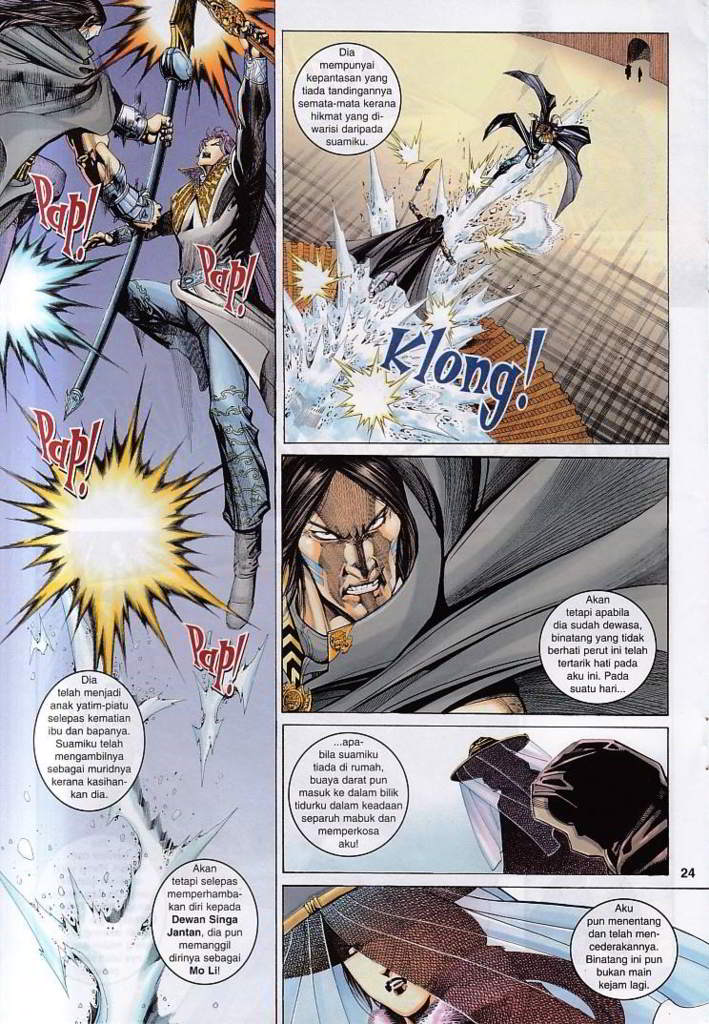 Pap!
Pap!
Pap!
Pap!
Dia
telah menjadi
anak yatim-piatu
selepas kematian
ibu dan bapanya.
Suamiku telah
mengambilnya
sebagai muridnya
kerana kasihan-
kan dia.
Akan
tetapi selepas
memperhamba-
kan diri kepada
Dewan Singa
Jantan, dia pun
memanggil
dirinya sebagai
Mo Li!
Dia
mempunyai
kepantasan yang
tiada tandingannya
semata-mata kerana
hikmat yang di-
warisi daripada
suamiku.
Klong!
Akan
tetapi apabila
dia sudah dewasa,
binatang yang tidak
berhati perut ini telah
tertarik hati pada
aku ini. Pada
suatu hari...
...apa-
bila suamiku
tiada di rumah,
buaya darat pun
masuk ke dalam bilik
tidurku dalam keadaan
separuh mabuk dan
memperkosa
aku!
24
Aku
pun menentang
dan telah men-
cederakannya.
Binatang ini pun
bukan main
kejam lagi.